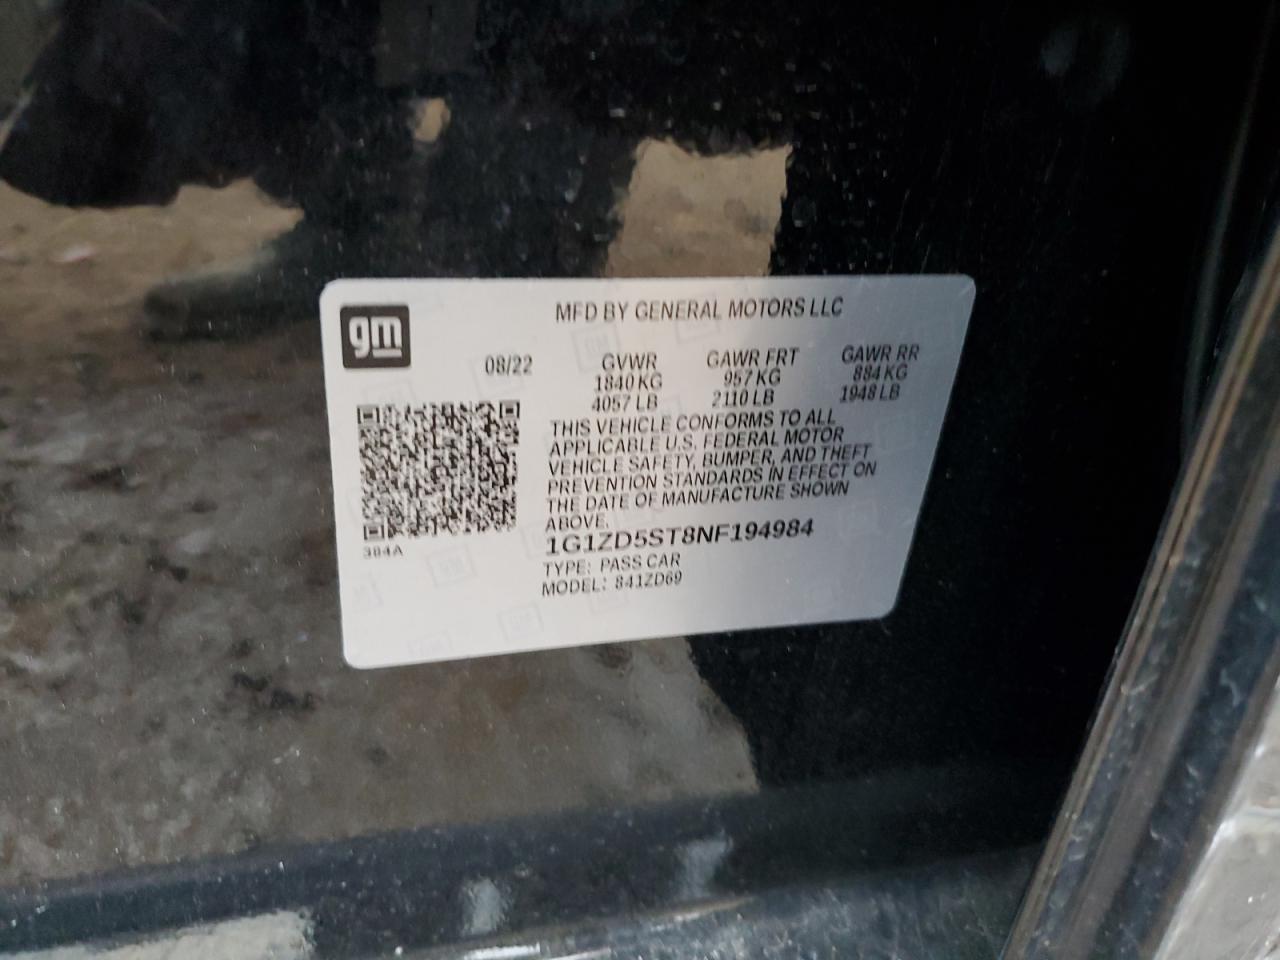 gm
MFD BY GENERAL MOTORS LLC
08/22 GVWR GAWR FRT GAWR RR
1840 KG 957 KG 884 KG
4057 LB 2110 LB 1948 LB
THIS VEHICLE CONFORMS TO ALL
APPLICABLE U.S. FEDERAL MOTOR
VEHICLE SAFETY, BUMPER, AND THEFT
PREVENTION STANDARDS IN EFFECT ON
THE DATE OF MANUFACTURE SHOWN
ABOVE.
384A
1G1ZD5ST8NF194984
TYPE: PASS CAR
MODEL: 841ZD69